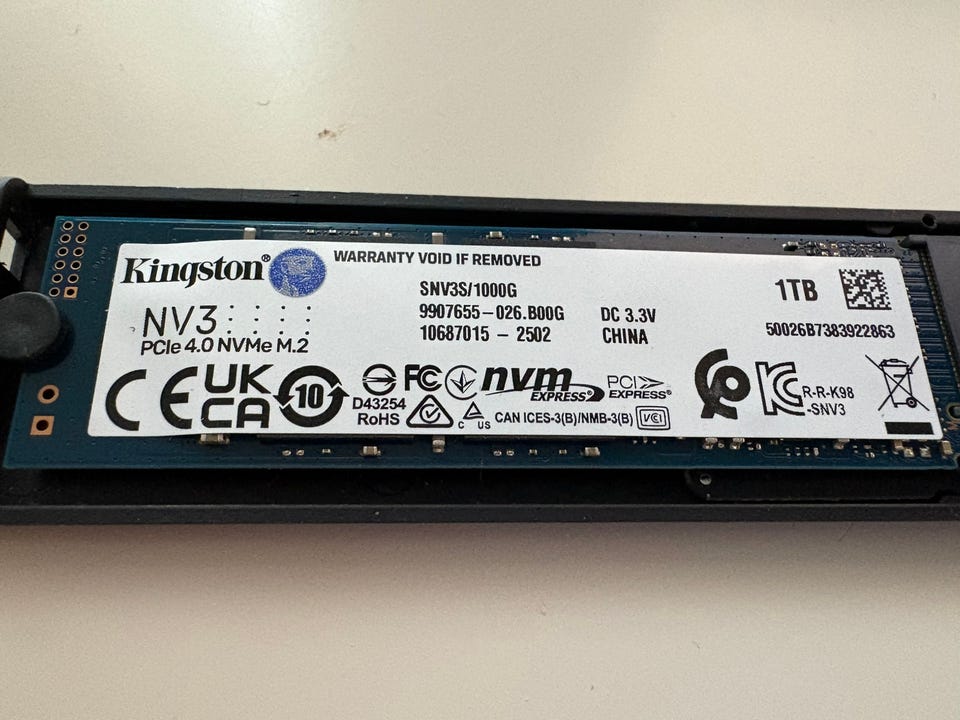 Kingston® WARRANTY VOID IF REMOVED
SNV3S/1000G
9907655-026.B00G DC 3.3V
10687015 - 2502 CHINA
1TB
50026B7383922863
NV3
PCIe 4.0 NVMe M.2
CE UK CA 10
D43254
RoHS
FC
c US
nvm EXPRESS
PCI EXPRESS
CAN ICES-3(B)/NMB-3(B) VCI
KC
R-R-K98
-SNV3